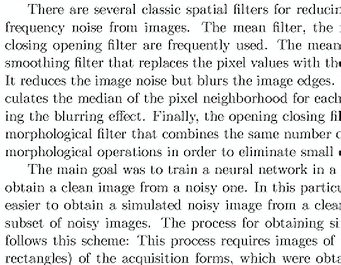 There are several classic spatial filters for reducin
frequency noise from images. The mean filter, the
closing opening filter are frequently used. The mean
smoothing filter that replaces the pixel values with the
It reduces the image noise but blurs the image edges.
culates the median of the pixel neighborhood for each
ing the blurring effect. Finally, the opening closing fil
morphological filter that combines the same number o
morphological operations in order to eliminate small
The main goal was to train a neural network in a
obtain a clean image from a noisy one. In this particu
easier to obtain a simulated noisy image from a clea
subset of noisy images. The process for obtaining si
follows this scheme: This process requires images of
rectangles) of the acquisition forms, which were obta